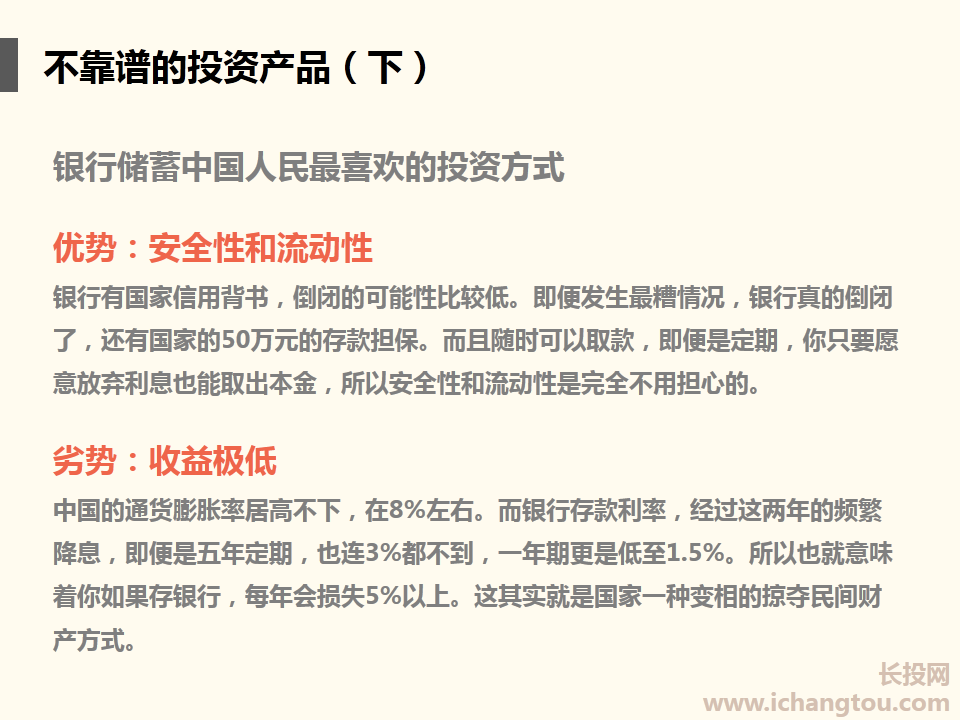 不靠谱的投资产品（下）
银行储蓄中国人民最喜欢的投资方式
优势：安全性和流动性
银行有国家信用背书，倒闭的可能性比较低。即便发生最糟情况，银行真的倒闭
了，还有国家的50万元的存款担保。而且随时可以取款，即便是定期，你只要愿
意放弃利息也能取出本金，所以安全性和流动性是完全不用担心的。
劣势：收益极低
中国的通货膨胀率居高不下，在8%左右。而银行存款利率，经过这两年的频繁
降息，即便是五年定期，也连3%都不到，一年期更是低至1.5%。所以也就意味
着你如果存银行，每年会损失5%以上。这其实就是国家一种变相的掠夺民间财
产方式。
长投网
www.ichangtou.com